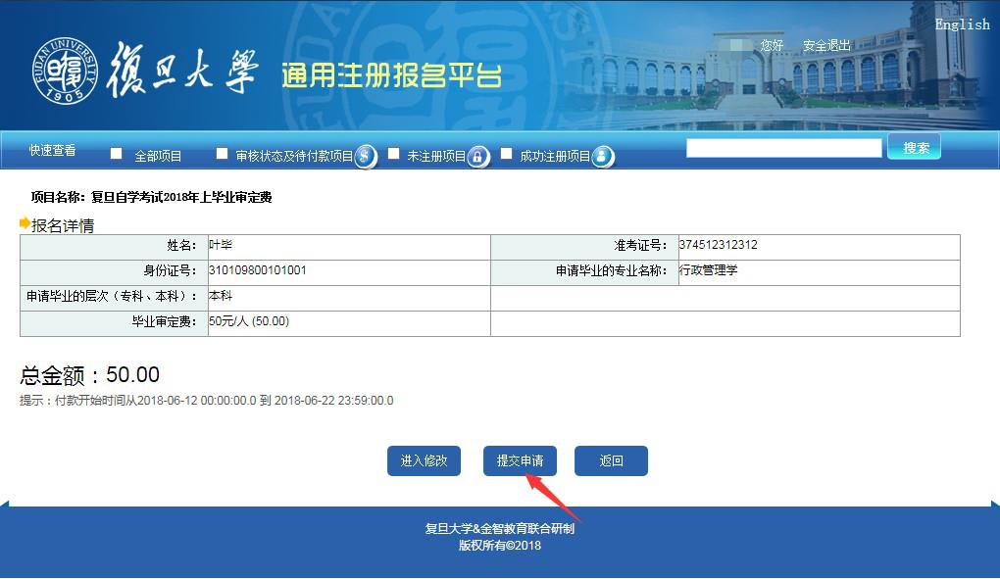 English
FUDAN UNIVERSITY
1905
復旦大學
通用注册报名平台
您好 安全退出
快速查看 全部项目 审核状态及待付款项目 $ 未注册项目 成功注册项目 搜索
项目名称：复旦自学考试2018年上毕业审定费
报名详情
姓名： 叶毕 准考证号： 374512312312
身份证号： 310109800101001 申请毕业的专业名称： 行政管理学
申请毕业的层次（专科、本科）： 本科
毕业审定费： 50元/人 (50.00)
总金额：50.00
提示：付款开始时间从2018-06-12 00:00:00.0 到 2018-06-22 23:59:00.0
进入修改 提交申请 返回
复旦大学&金智教育联合研制
版权所有©2018